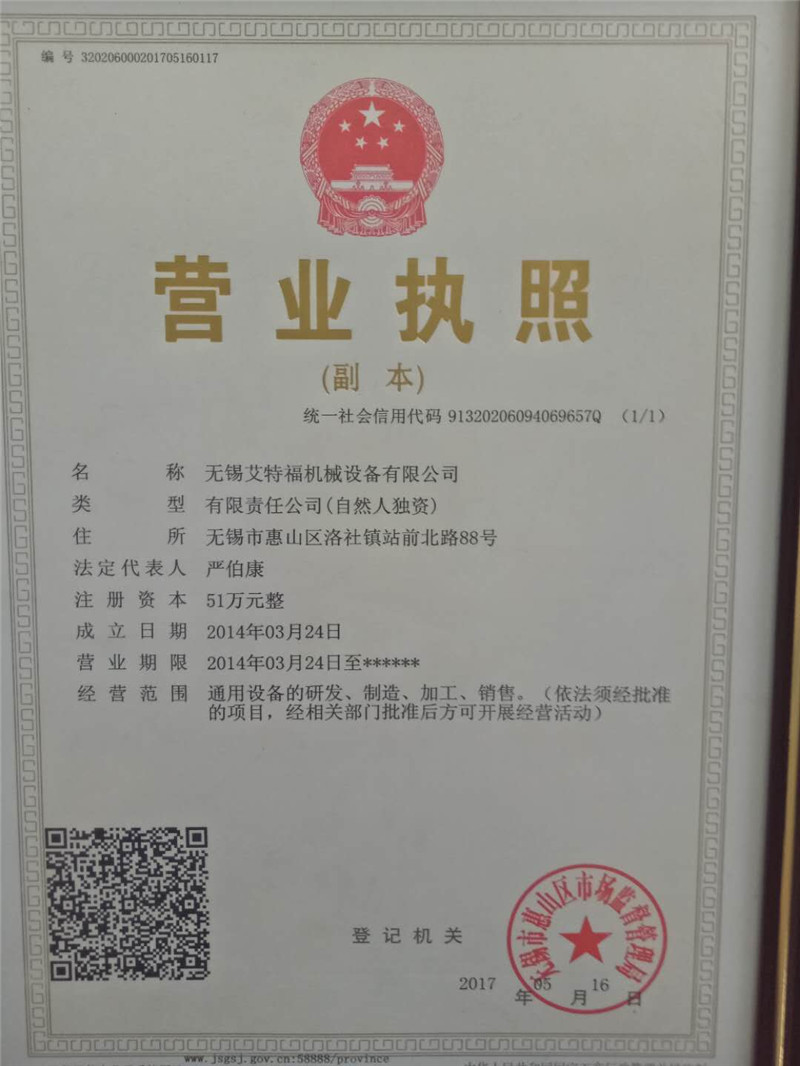 编 号 320206000201705160117
营业执照
(副 本)
统一社会信用代码 91320206094069657Q （1/1）
名 称 无锡艾特福机械设备有限公司
类 型 有限责任公司(自然人独资)
住 所 无锡市惠山区洛社镇站前北路88号
法定代表人 严伯康
注册资本 51万元整
成立日期 2014年03月24日
营业期限 2014年03月24日至******
经营范围 通用设备的研发、制造、加工、销售。（依法须经批准
的项目，经相关部门批准后方可开展经营活动）
登记机关
无锡市惠山区市场监督管理局
2017 年 05 月 16 日
www.jsgsj.gov.cn:58888/province